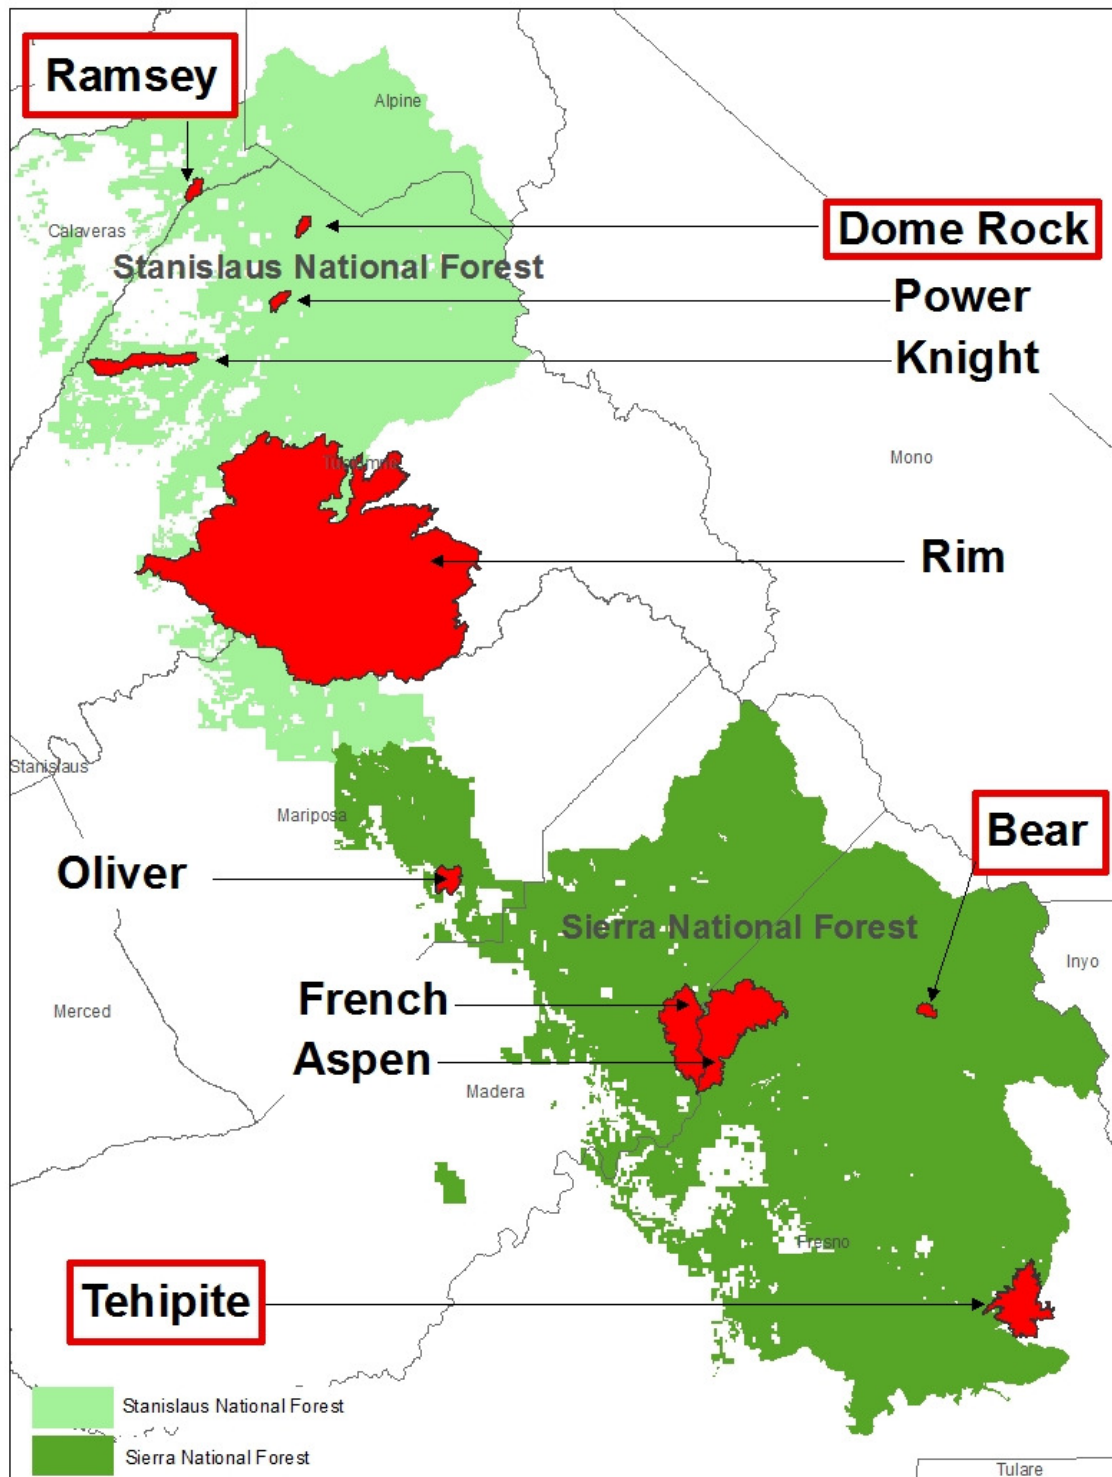 Ramsey
Alpine
Calaveras
Dome Rock
Stanislaus National Forest
Power
Knight
Tuolumne
Mono
Rim
Stanislaus
Mariposa
Bear
Oliver
Sierra National Forest
Inyo
French
Merced
Aspen
Madera
Fresno
Tehipite
Stanislaus National Forest
Sierra National Forest
Tulare